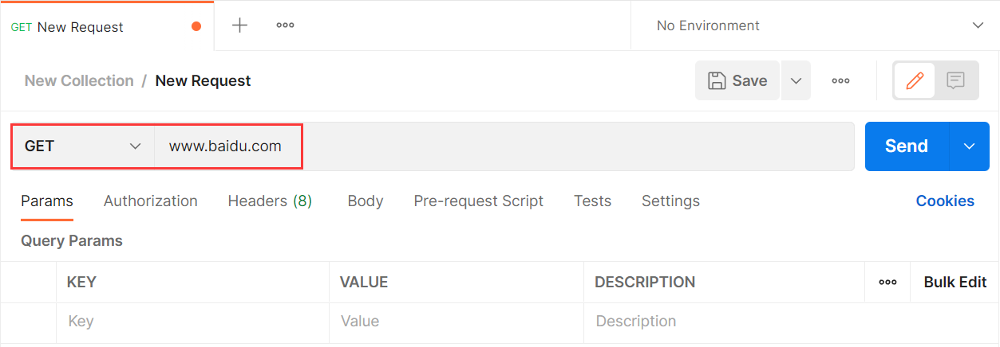 GET New Request No Environment
New Collection / New Request Save
GET www.baidu.com Send
Params Authorization Headers (8) Body Pre-request Script Tests Settings Cookies
Query Params
KEY VALUE DESCRIPTION Bulk Edit
Key Value Description